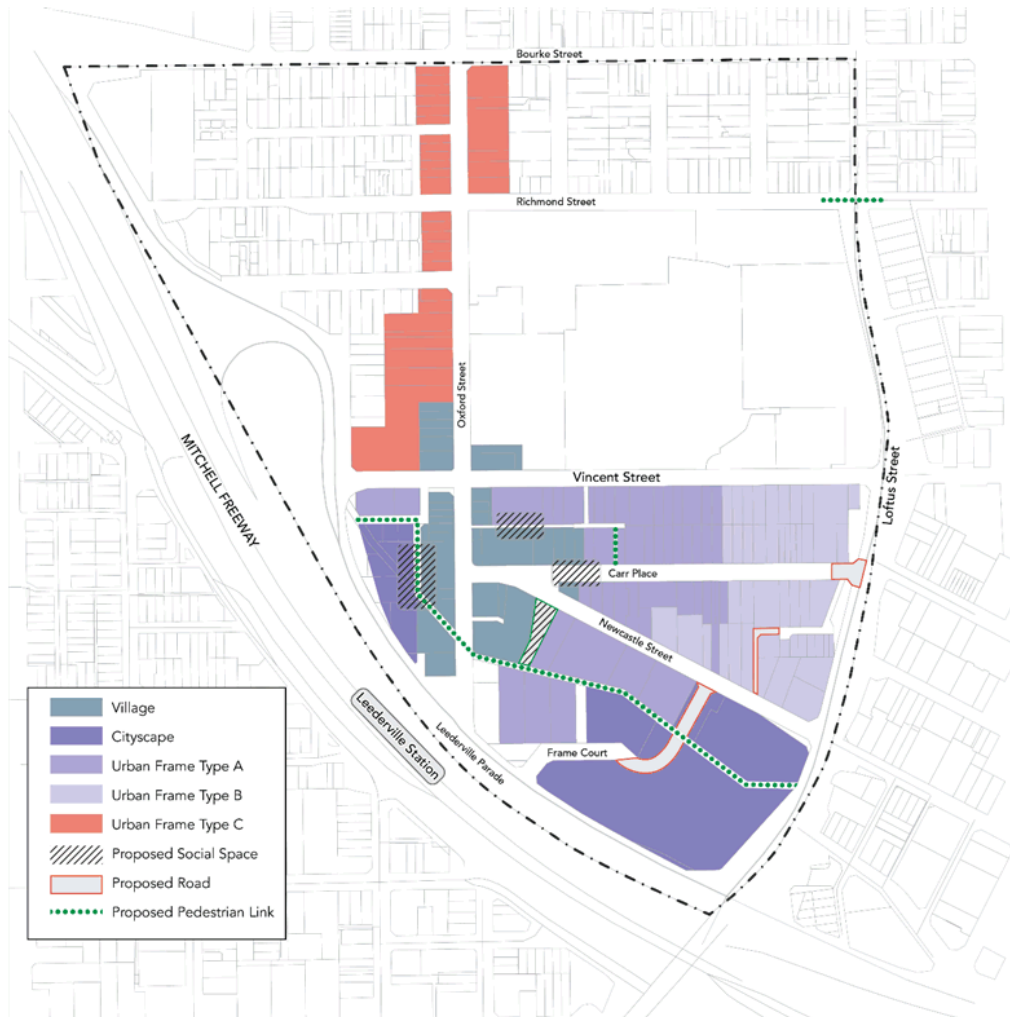 Bourke Street
Richmond Street
Oxford Street
MITCHELL FREEWAY
Vincent Street
Loftus Street
Carr Place
Newcastle Street
Leederville Station
Leederville Parade
Frame Court
Village
Cityscape
Urban Frame Type A
Urban Frame Type B
Urban Frame Type C
Proposed Social Space
Proposed Road
Proposed Pedestrian Link